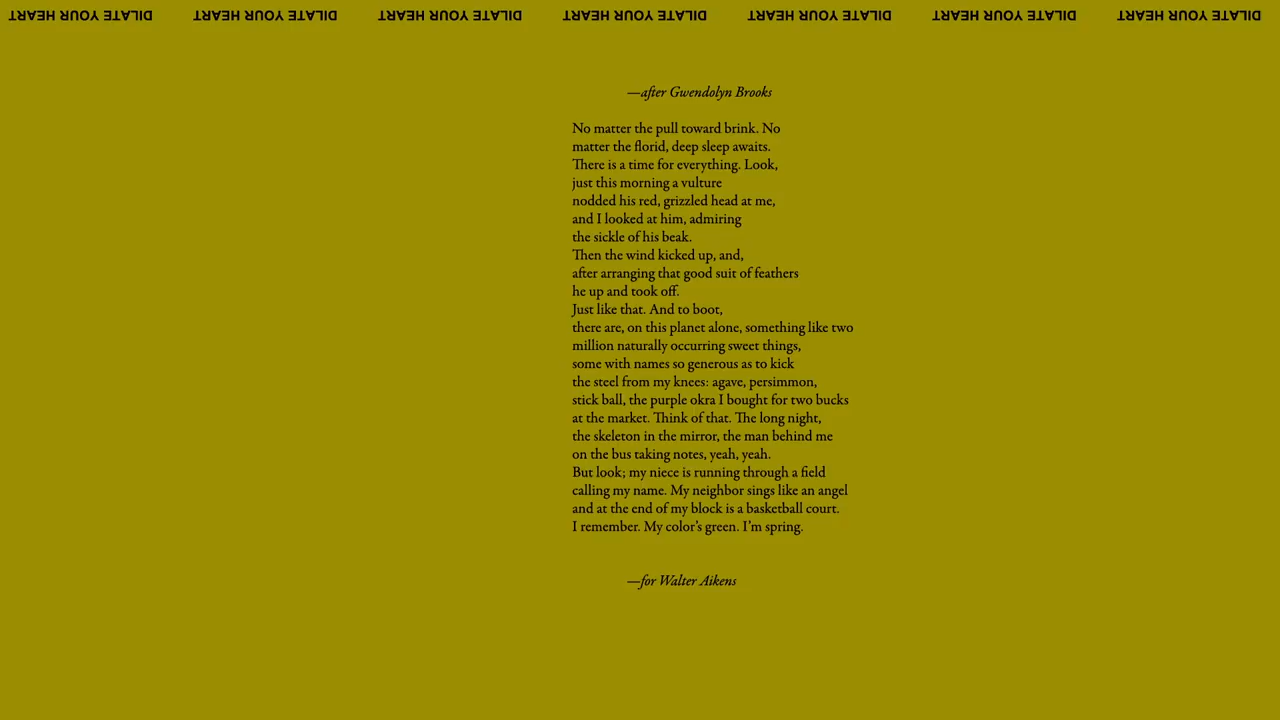 DILATE YOUR HEART DILATE YOUR HEART DILATE YOUR HEART DILATE YOUR HEART DILATE YOUR HEART DILATE YOUR HEART DILATE YOUR HEART
—after Gwendolyn Brooks
No matter the pull toward brink. No
matter the florid, deep sleep awaits.
There is a time for everything. Look,
just this morning a vulture
nodded his red, grizzled head at me,
and I looked at him, admiring
the sickle of his beak.
Then the wind kicked up, and,
after arranging that good suit of feathers
he up and took off.
Just like that. And to boot,
there are, on this planet alone, something like two
million naturally occurring sweet things,
some with names so generous as to kick
the steel from my knees: agave, persimmon,
stick ball, the purple okra I bought for two bucks
at the market. Think of that. The long night,
the skeleton in the mirror, the man behind me
on the bus taking notes, yeah, yeah.
But look; my niece is running through a field
calling my name. My neighbor sings like an angel
and at the end of my block is a basketball court.
I remember. My color’s green. I’m spring.
—for Walter Aikens